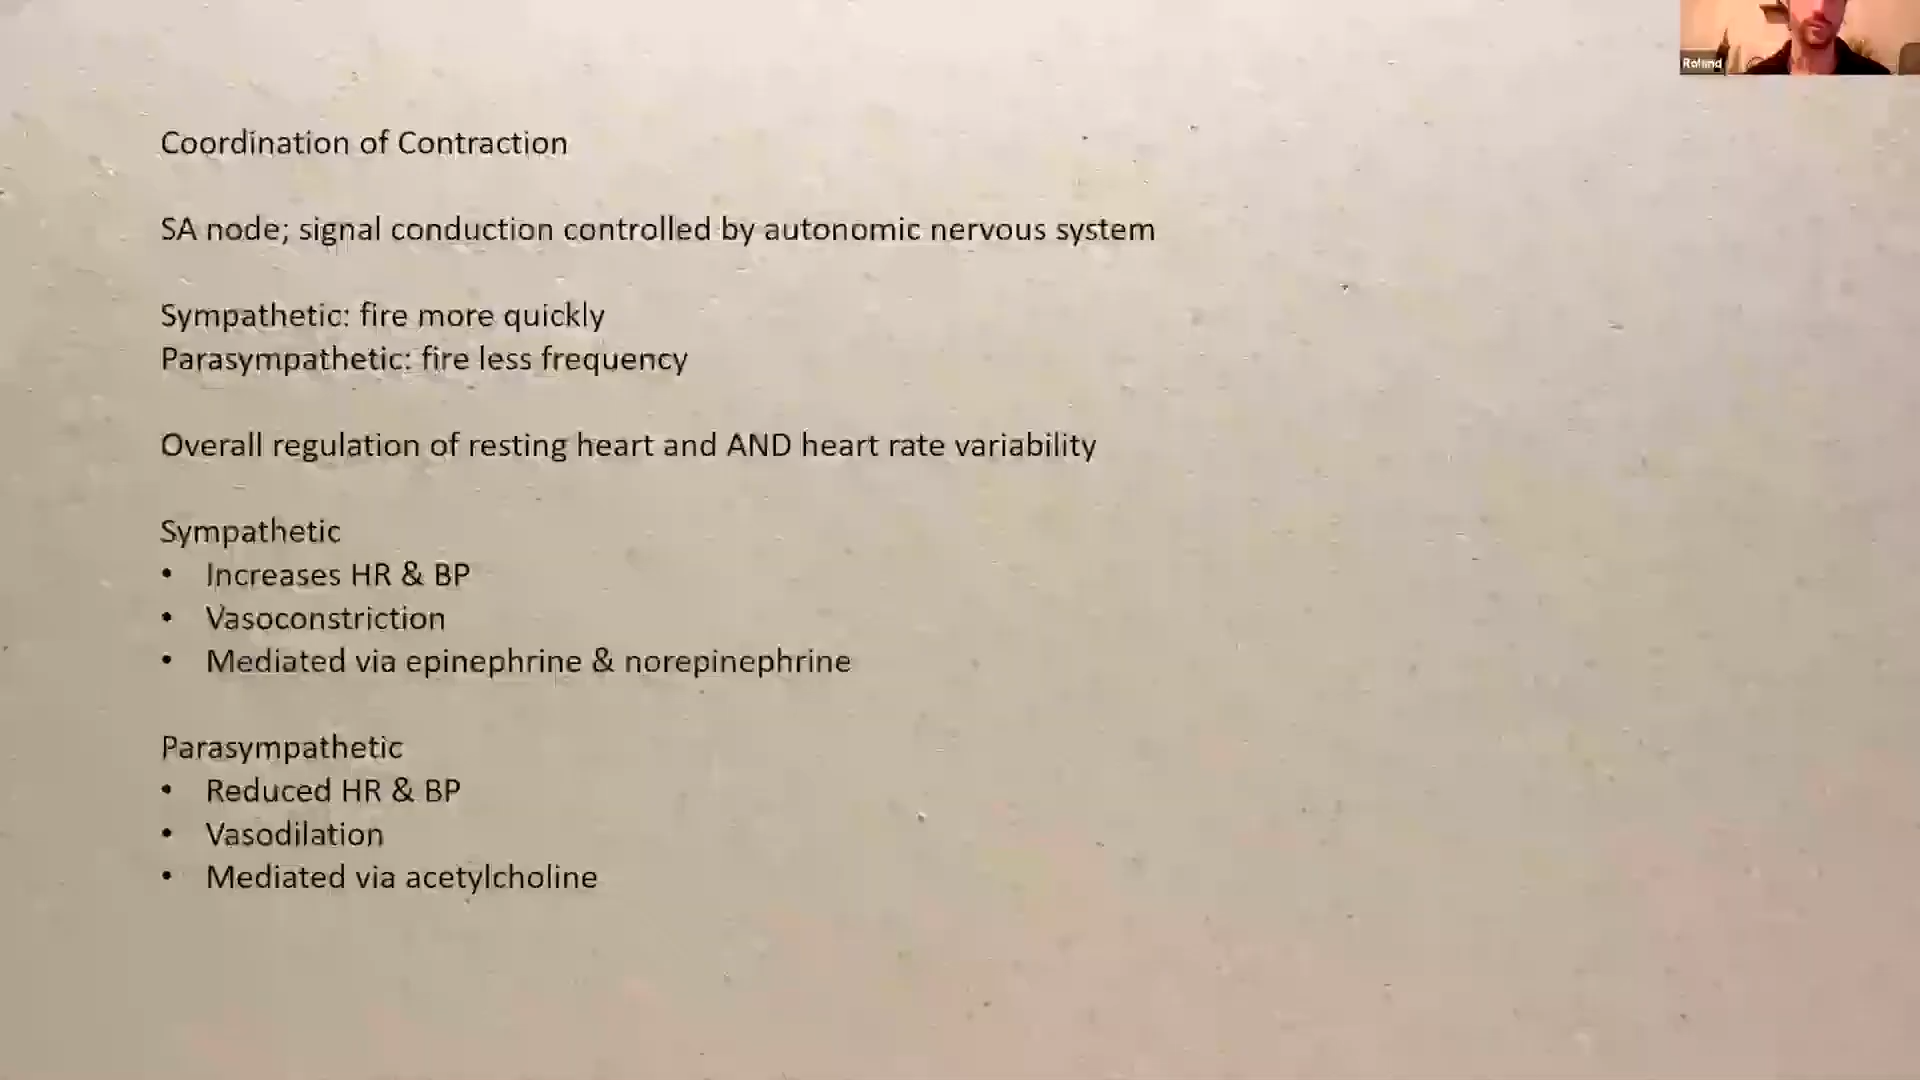 Roland
Coordination of Contraction
SA node; signal conduction controlled by autonomic nervous system
Sympathetic: fire more quickly
Parasympathetic: fire less frequency
Overall regulation of resting heart and AND heart rate variability
Sympathetic
• Increases HR & BP
• Vasoconstriction
• Mediated via epinephrine & norepinephrine
Parasympathetic
• Reduced HR & BP
• Vasodilation
• Mediated via acetylcholine